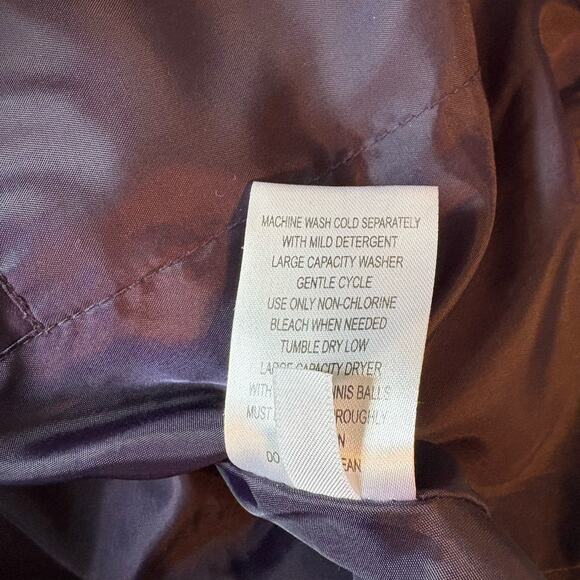 MACHINE WASH COLD SEPARATELY
WITH MILD DETERGENT
LARGE CAPACITY WASHER
GENTLE CYCLE
USE ONLY NON-CHLORINE
BLEACH WHEN NEEDED
TUMBLE DRY LOW
LARGE CAPACITY DRYER
WITH BALLS
MUST
DO